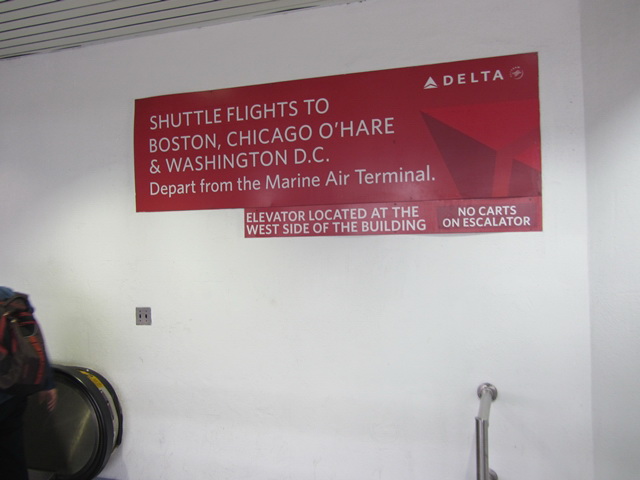 DELTA
SHUTTLE FLIGHTS TO
BOSTON, CHICAGO O'HARE
& WASHINGTON D.C.
Depart from the Marine Air Terminal.
ELEVATOR LOCATED AT THE
WEST SIDE OF THE BUILDING
NO CARTS
ON ESCALATOR